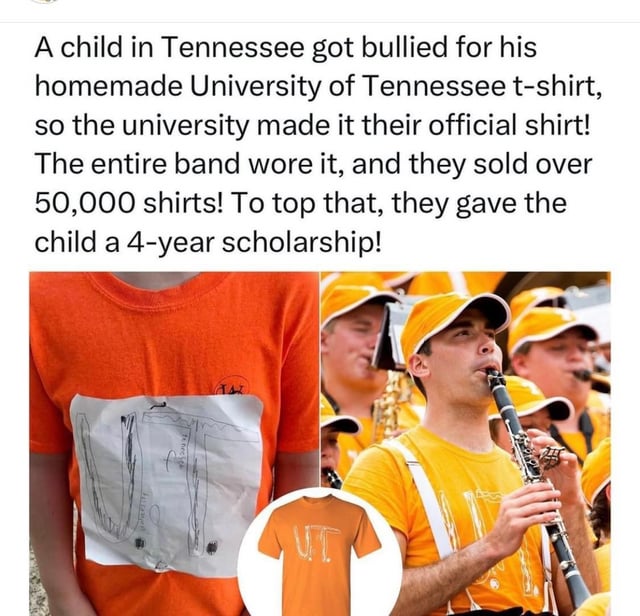 A child in Tennessee got bullied for his
homemade University of Tennessee t-shirt,
so the university made it their official shirt!
The entire band wore it, and they sold over
50,000 shirts! To top that, they gave the
child a 4-year scholarship!
UT
U.T.